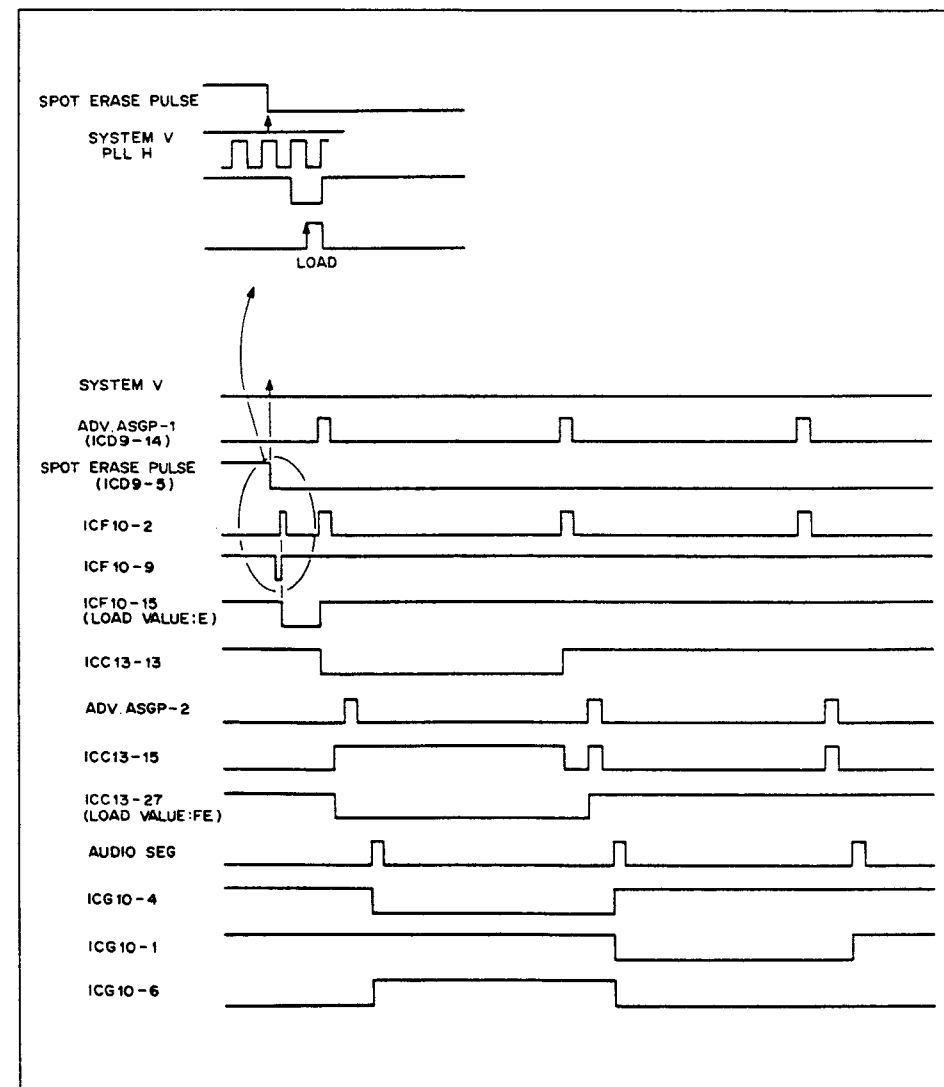 SPOT ERASE PULSE
SYSTEM V
PLL H
LOAD
SYSTEM V
ADV. ASGP-1
(ICD9-14)
SPOT ERASE PULSE
(ICD9-5)
ICF10-2
ICF10-9
ICF10-15
(LOAD VALUE:E)
ICC13-13
ADV. ASGP-2
ICC13-15
ICC13-27
(LOAD VALUE:FE)
AUDIO SEG
ICG10-4
ICG10-1
ICG10-6